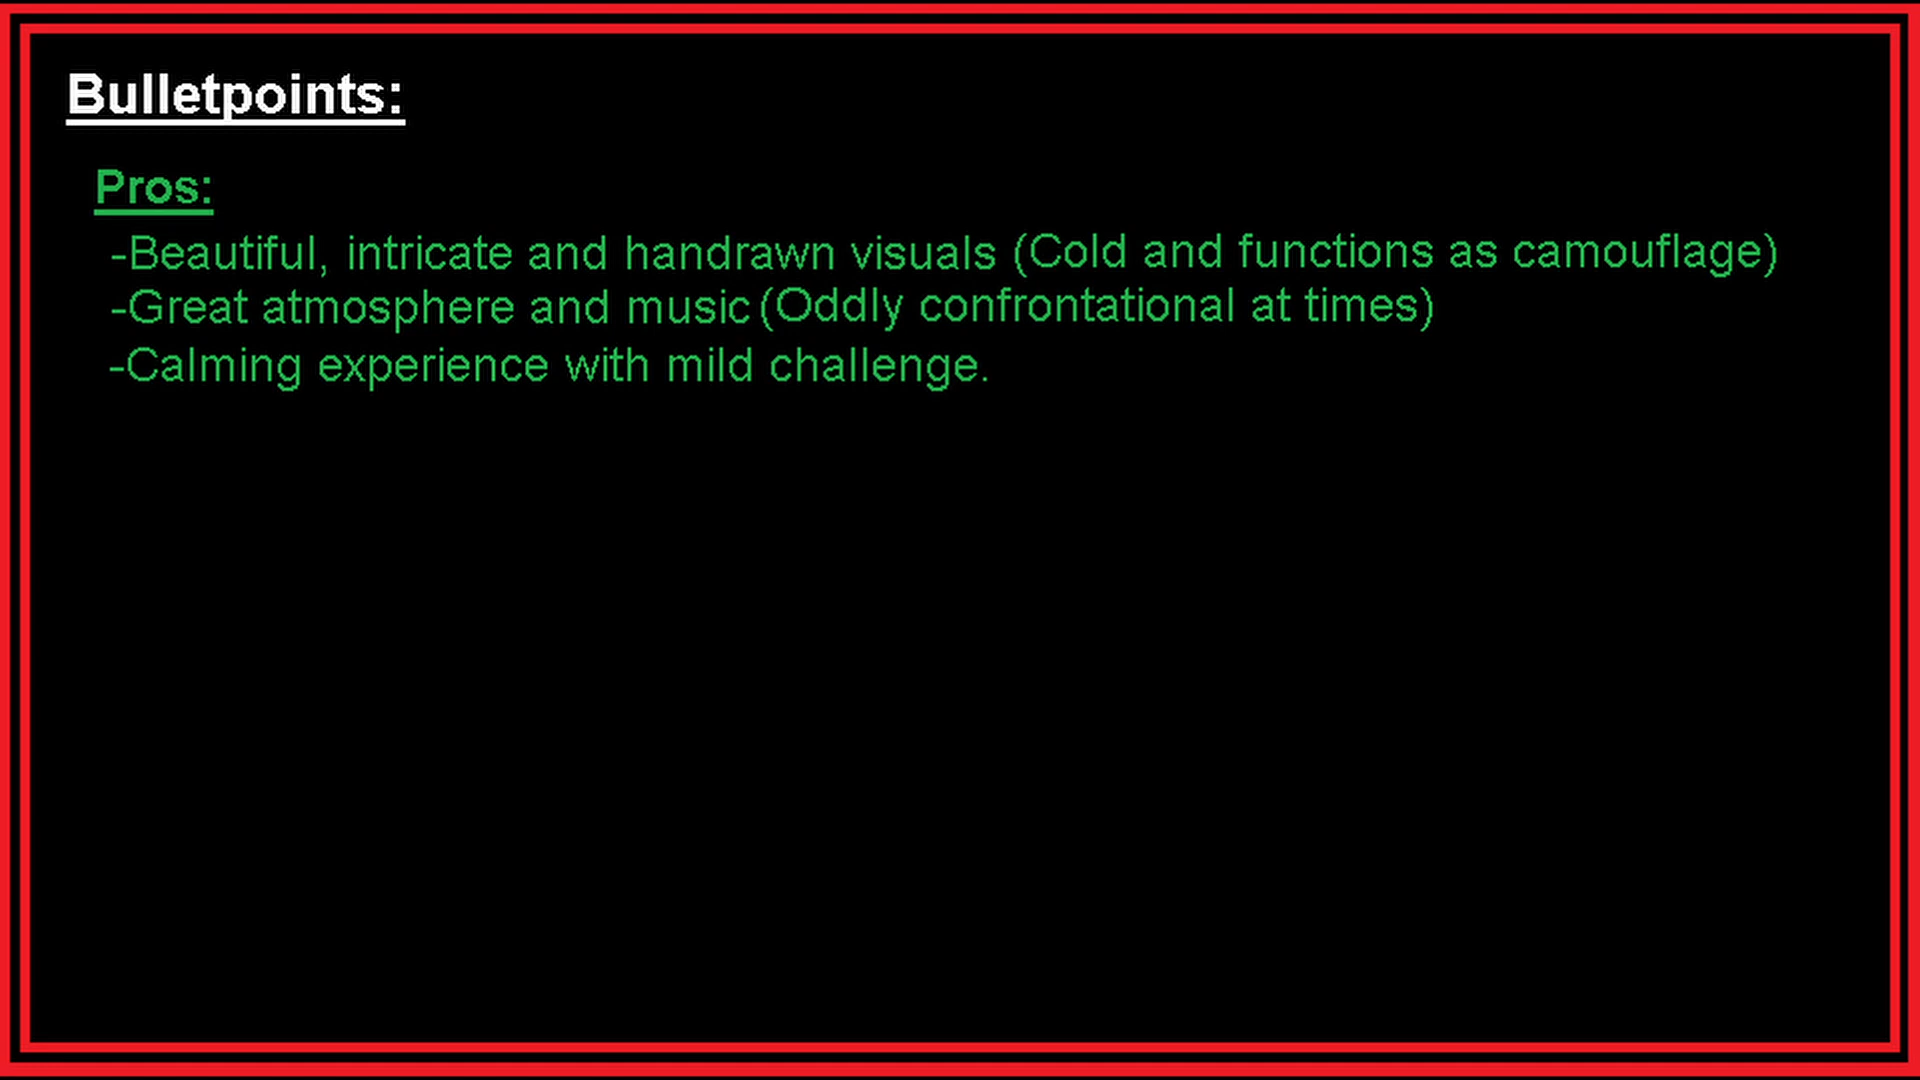 Bulletpoints:
Pros:
-Beautiful, intricate and handrawn visuals (Cold and functions as camouflage)
-Great atmosphere and music (Oddly confrontational at times)
-Calming experience with mild challenge.